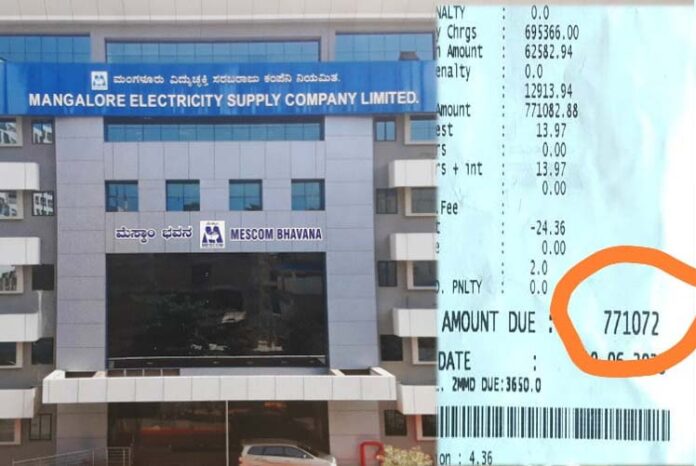 ಮಂಗಳೂರು ವಿದ್ಯುಚ್ಛಕ್ತಿ ಸರಬರಾಜು ಕಂಪೆನಿ ನಿಯಮಿತ.
MANGALORE ELECTRICITY SUPPLY COMPANY LIMITED.
ಮೆಸ್ಕಾಂ ಭವನ
MESCOM BHAVANA
NALTY : 0.0
y Chrgs : 695366.00
n Amount : 62582.94
enalty : 0.0
: 12913.94
Amount : 771082.88
est : 13.97
rs : 0.00
rs + int : 13.97
: 0.00
Fee
t : -24.36
e : 0.00
: 2.0
D. PNLTY : 0.0
AMOUNT DUE : 771072
DATE :
. 2MMD DUE:3650.0
on : 4.36